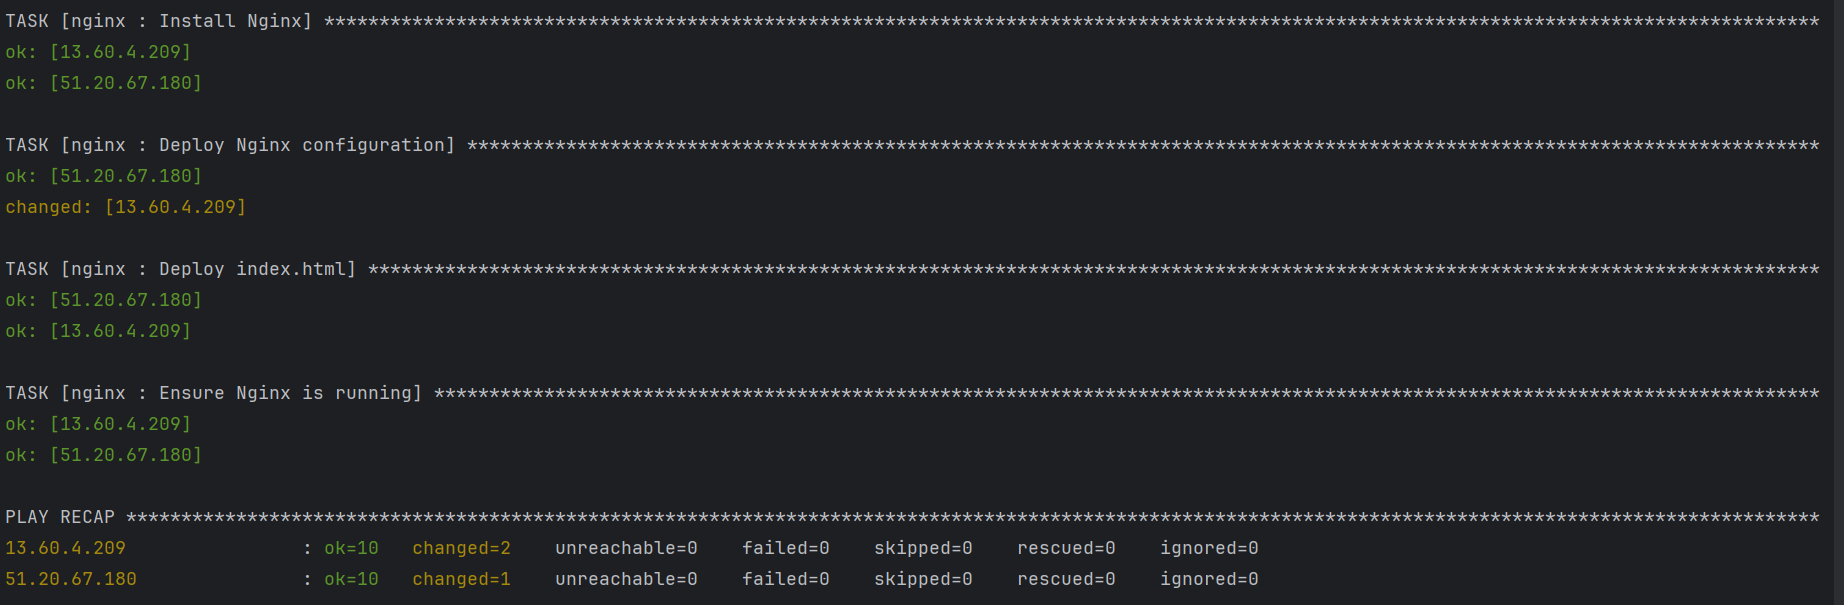 TASK [nginx : Install Nginx] ****************************************************************************************************************************************
ok: [13.60.4.209]
ok: [51.20.67.180]
TASK [nginx : Deploy Nginx configuration] ***************************************************************************************************************************
ok: [51.20.67.180]
changed: [13.60.4.209]
TASK [nginx : Deploy index.html] ************************************************************************************************************************************
ok: [51.20.67.180]
ok: [13.60.4.209]
TASK [nginx : Ensure Nginx is running] ******************************************************************************************************************************
ok: [13.60.4.209]
ok: [51.20.67.180]
PLAY RECAP **********************************************************************************************************************************************************
13.60.4.209                : ok=10   changed=2    unreachable=0    failed=0    skipped=0    rescued=0    ignored=0
51.20.67.180               : ok=10   changed=1    unreachable=0    failed=0    skipped=0    rescued=0    ignored=0